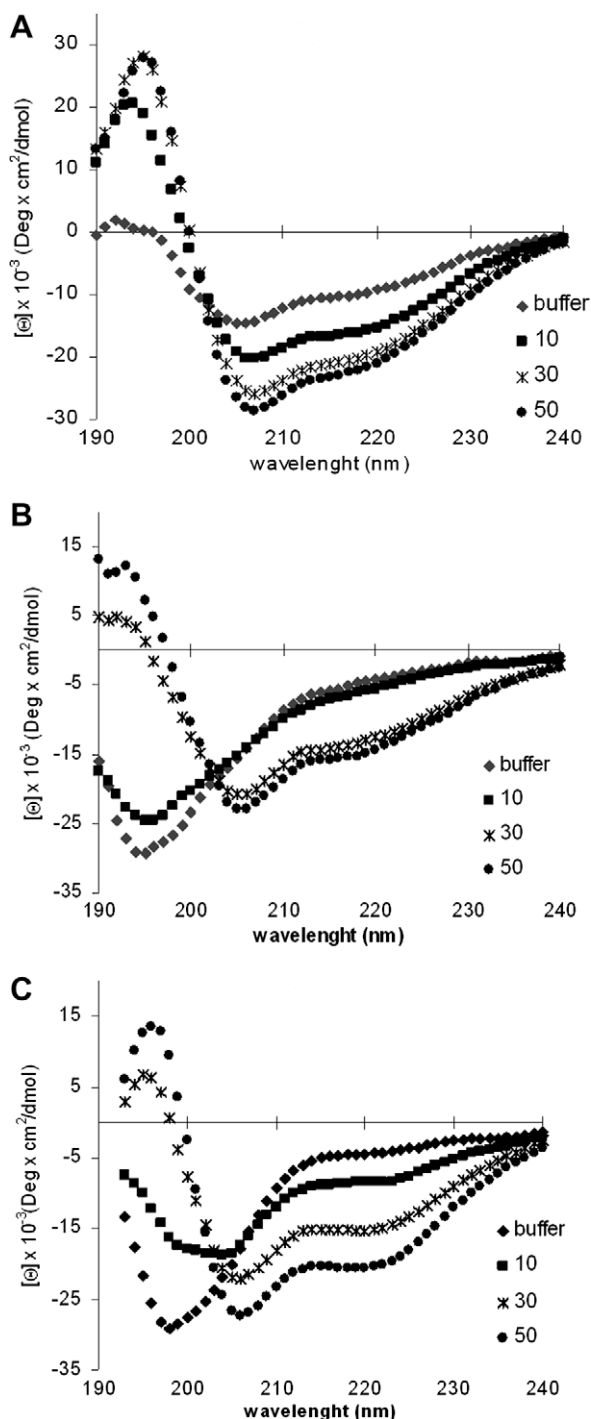 A
30
20
10
0
-10
-20
-30
[Θ] x 10⁻³ (Deg x cm²/dmol)
190 200 210 220 230 240
wavelenght (nm)
buffer
10
30
50
B
15
5
-5
-15
-25
-35
[Θ] x 10⁻³ (Deg x cm²/dmol)
190 200 210 220 230 240
wavelenght (nm)
buffer
10
30
50
C
15
5
-5
-15
-25
-35
[Θ] x 10⁻³(Deg x cm²/dmol)
190 200 210 220 230 240
wavelenght (nm)
buffer
10
30
50